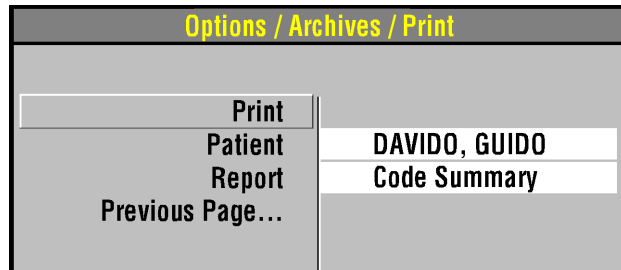 Options / Archives / Print
Print
Patient DAVIDO, GUIDO
Report Code Summary
Previous Page...